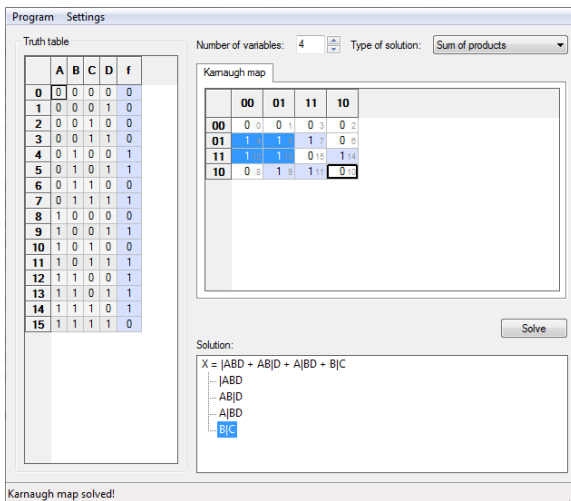 Program Settings
Truth table
A B C D f
0 0 0 0 0 0
1 0 0 0 1 0
2 0 0 1 0 0
3 0 0 1 1 0
4 0 1 0 0 1
5 0 1 0 1 1
6 0 1 1 0 0
7 0 1 1 1 1
8 1 0 0 0 0
9 1 0 0 1 1
10 1 0 1 0 0
11 1 0 1 1 1
12 1 1 0 0 1
13 1 1 0 1 1
14 1 1 1 0 1
15 1 1 1 1 0
Number of variables: 4 Type of solution: Sum of products
Karnaugh map
00 01 11 10
00 0 0 0 1 0 3 0 2
01 1 1 1 7 0 6
11 1 1 0 15 1 14
10 0 8 1 9 1 11 0 10
Solve
Solution:
X = |ABD + AB|D + A|BD + B|C
|ABD
AB|D
A|BD
B|C
Karnaugh map solved!